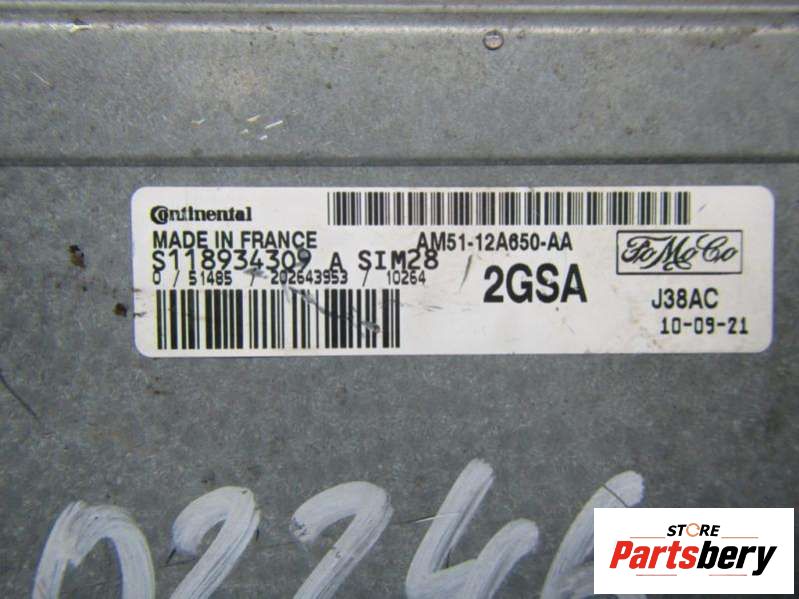 Continental
MADE IN FRANCE
AM51-12A650-AA
FoMoCo
S118934309 A SIM28
0 / 51485 / 202643953 / 10264
2GSA
J38AC
10-09-21
02246
STORE
Partsbery